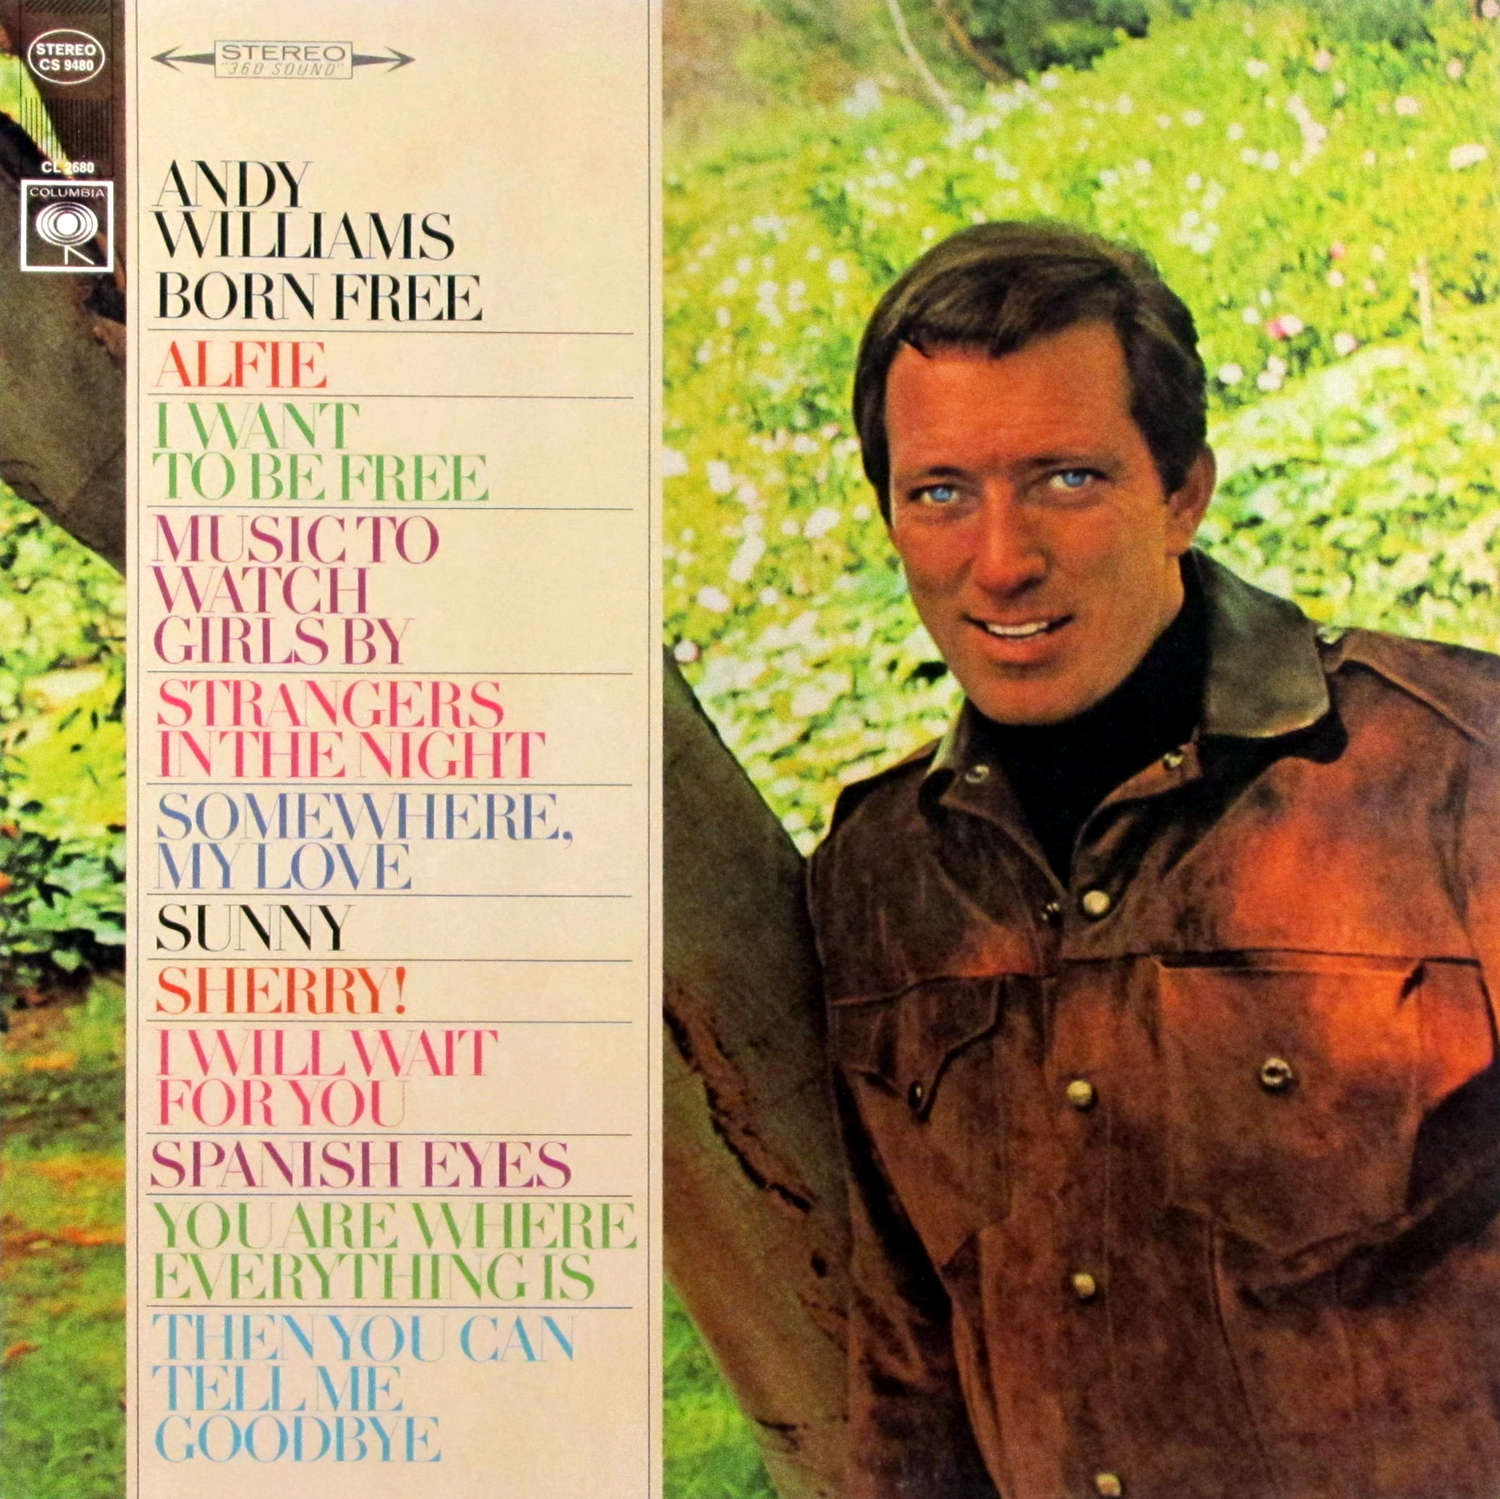 STEREO
CS 9480
CL 2680
COLUMBIA
STEREO
"360 SOUND"
ANDY
WILLIAMS
BORN FREE
ALFIE
I WANT
TO BE FREE
MUSIC TO
WATCH
GIRLS BY
STRANGERS
IN THE NIGHT
SOMEWHERE,
MY LOVE
SUNNY
SHERRY!
I WILL WAIT
FOR YOU
SPANISH EYES
YOU ARE WHERE
EVERYTHING IS
THEN YOU CAN
TELL ME
GOODBYE